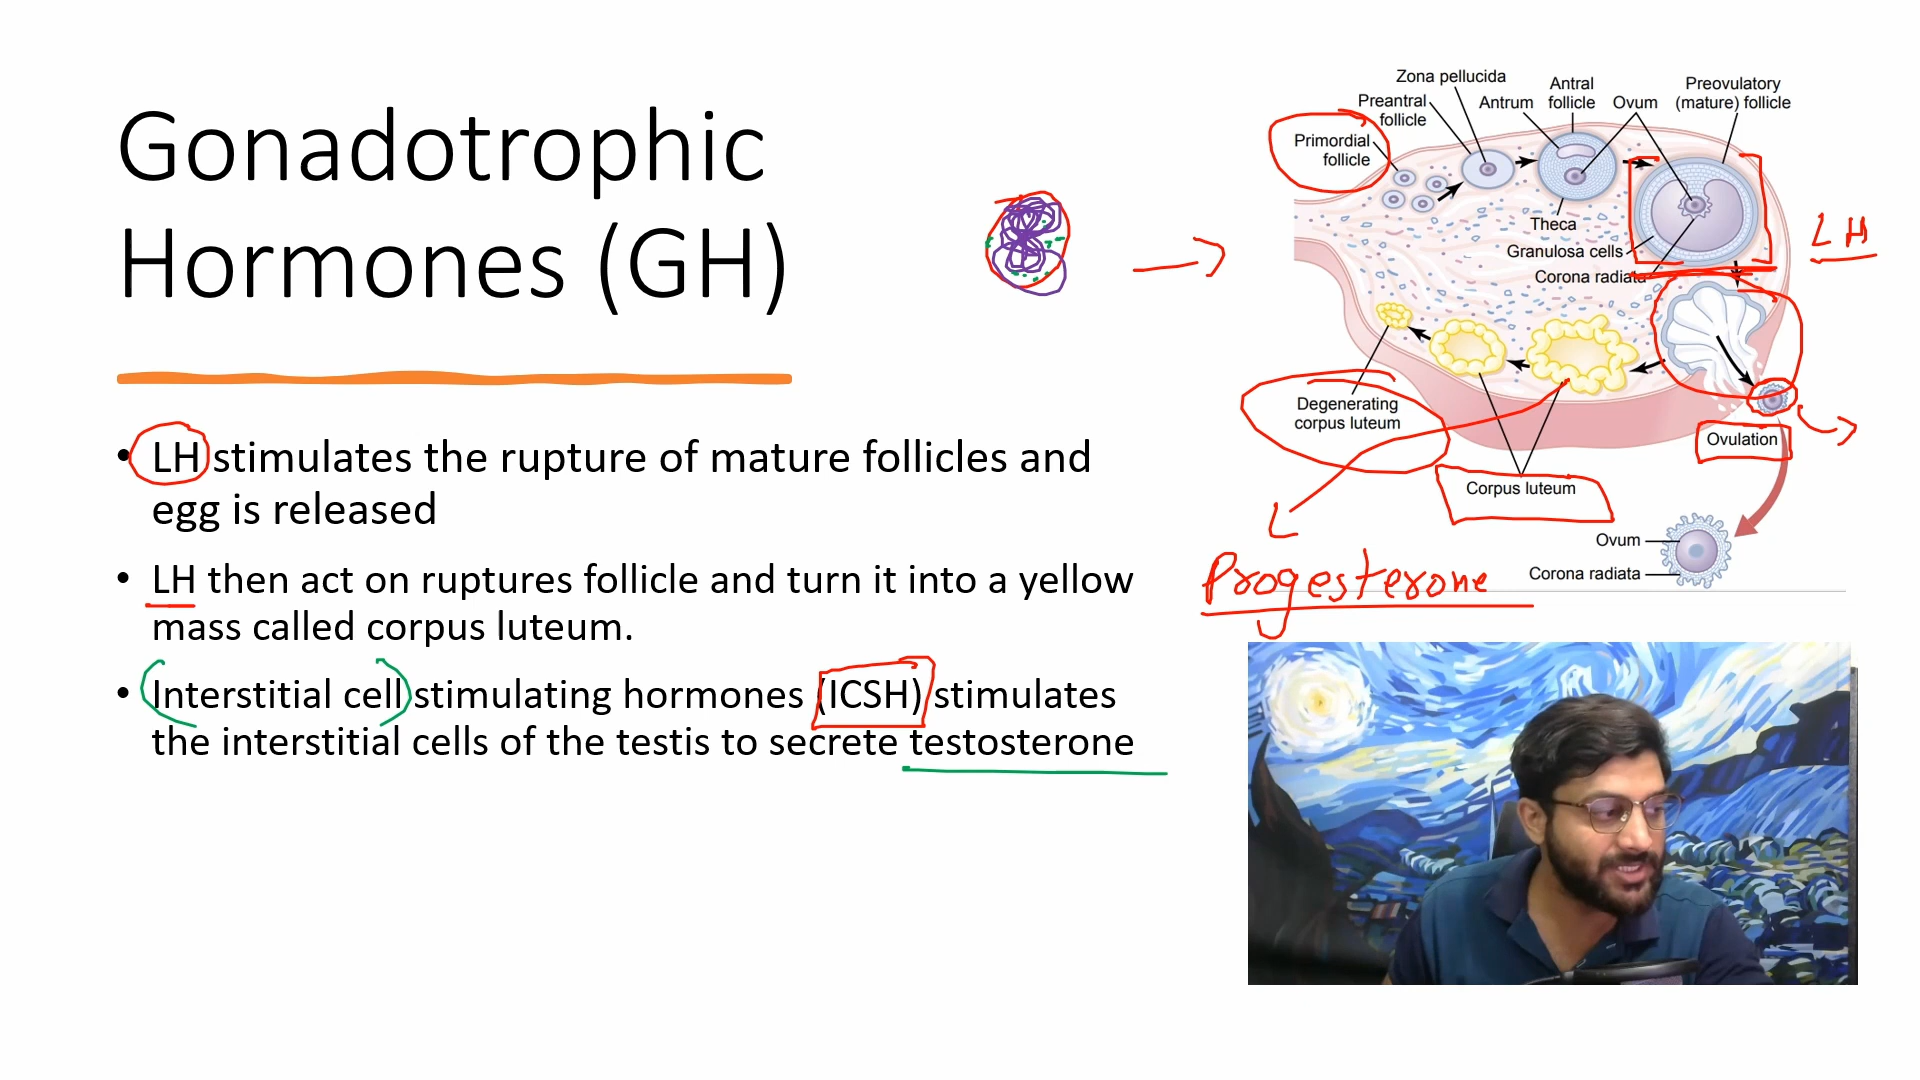 Gonadotrophic
Hormones (GH)
• LH stimulates the rupture of mature follicles and
egg is released
• LH then act on ruptures follicle and turn it into a yellow
mass called corpus luteum.
• Interstitial cell stimulating hormones (ICSH) stimulates
the interstitial cells of the testis to secrete testosterone
Zona pellucida
Preantral
follicle
Antrum
Antral
follicle
Ovum
Preovulatory
(mature) follicle
Primordial
follicle
Theca
Granulosa cells
Corona radiata
LH
Degenerating
corpus luteum
Ovulation
Corpus luteum
Ovum
Corona radiata
Progesterone